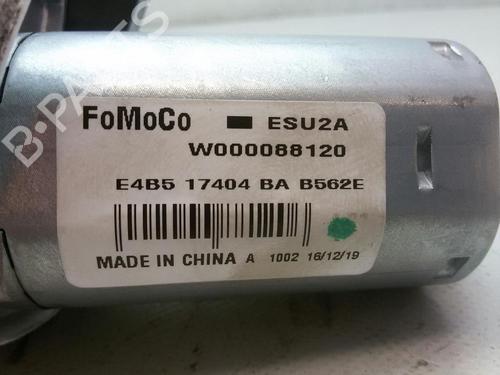 B-PARTS
FoMoCo ESU2A
W000088120
E4B5 17404 BA B562E
MADE IN CHINA A 1002 16/12/19